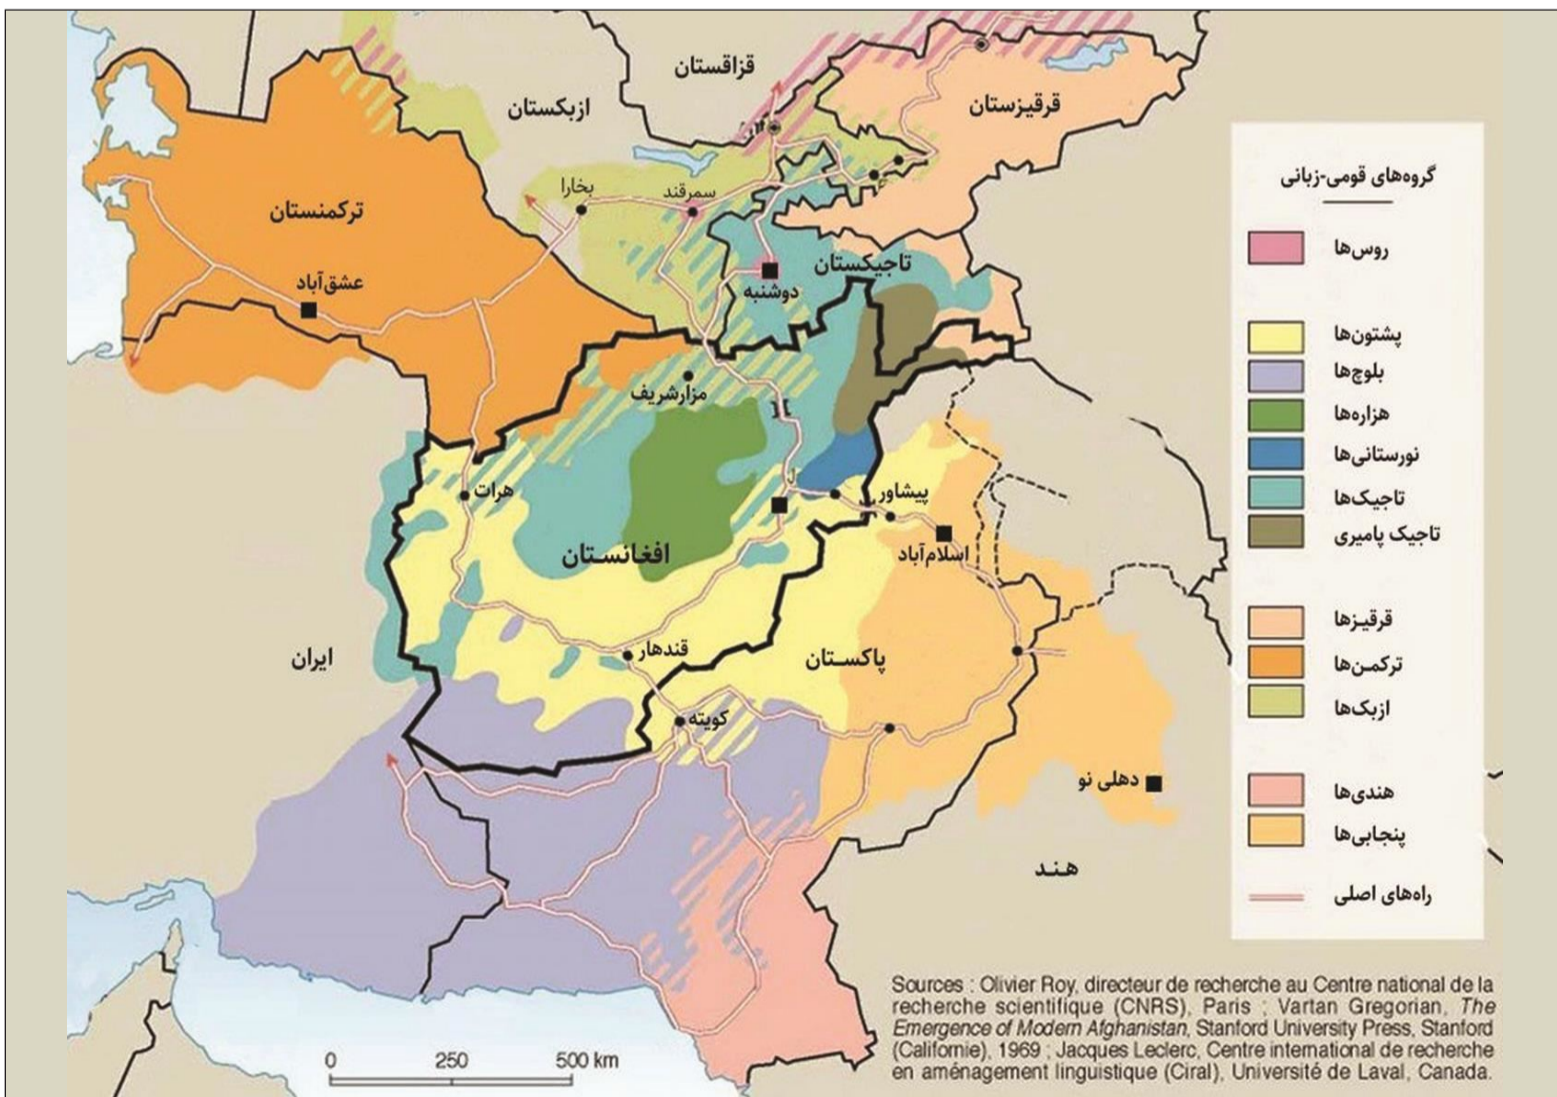 قزاقستان
ازبکستان
قرقیزستان
ترکمنستان
بخارا
سمرقند
عشق‌آباد
تاجیکستان
دوشنبه
مزارشریف
هرات
افغانستان
پیشاور
اسلام‌آباد
ایران
قندهار
پاکستان
کویته
دهلی نو
هند
گروه‌های قومی-زبانی
روس‌ها
پشتون‌ها
بلوچ‌ها
هزاره‌ها
نورستانی‌ها
تاجیک‌ها
تاجیک پامیری
قرقیزها
ترکمن‌ها
ازبک‌ها
هندی‌ها
پنجابی‌ها
راه‌های اصلی
0 250 500 km
Sources : Olivier Roy, directeur de recherche au Centre national de la
recherche scientifique (CNRS), Paris ; Vartan Gregorian, The
Emergence of Modern Afghanistan, Stanford University Press, Stanford
(Californie), 1969 ; Jacques Leclerc, Centre international de recherche
en aménagement linguistique (Ciral), Université de Laval, Canada.